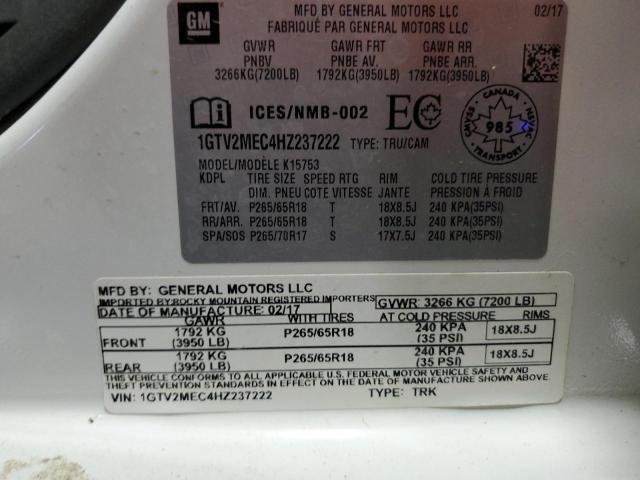 GM
MFD BY GENERAL MOTORS LLC 02/17
FABRIQUÉ PAR GENERAL MOTORS LLC
GVWR GAWR FRT GAWR RR
PNBV PNBE AV. PNBE ARR.
3266KG(7200LB) 1792KG(3950LB) 1792KG(3950LB)
ICES/NMB-002 EC
CANADA
CMVSS 985 NSVAC
TRANSPORT
1GTV2MEC4HZ237222 TYPE: TRU/CAM
MODEL/MODÈLE K15753
KDPL TIRE SIZE SPEED RTG RIM COLD TIRE PRESSURE
DIM. PNEU COTE VITESSE JANTE PRESSION À FROID
FRT/AV. P265/65R18 T 18X8.5J 240 KPA(35PSI)
RR/ARR. P265/65R18 T 18X8.5J 240 KPA(35PSI)
SPA/SOS P265/70R17 S 17X7.5J 240 KPA(35PSI)
MFD BY: GENERAL MOTORS LLC
IMPORTED BY:ROCKY MOUNTAIN REGISTERED IMPORTERS GVWR: 3266 KG (7200 LB)
DATE OF MANUFACTURE: 02/17 WITH TIRES AT COLD PRESSURE RIMS
GAWR
FRONT 1792 KG (3950 LB) P265/65R18 240 KPA (35 PSI) 18X8.5J
REAR 1792 KG (3950 LB) P265/65R18 240 KPA (35 PSI) 18X8.5J
THIS VEHICLE CONFORMS TO ALL APPLICABLE U.S. FEDERAL MOTOR VEHICLE SAFETY AND
THEFT PREVENTION STANDARDS IN EFFECT ON THE DATE OF MANUFACTURE SHOWN ABOVE.
VIN: 1GTV2MEC4HZ237222 TYPE: TRK